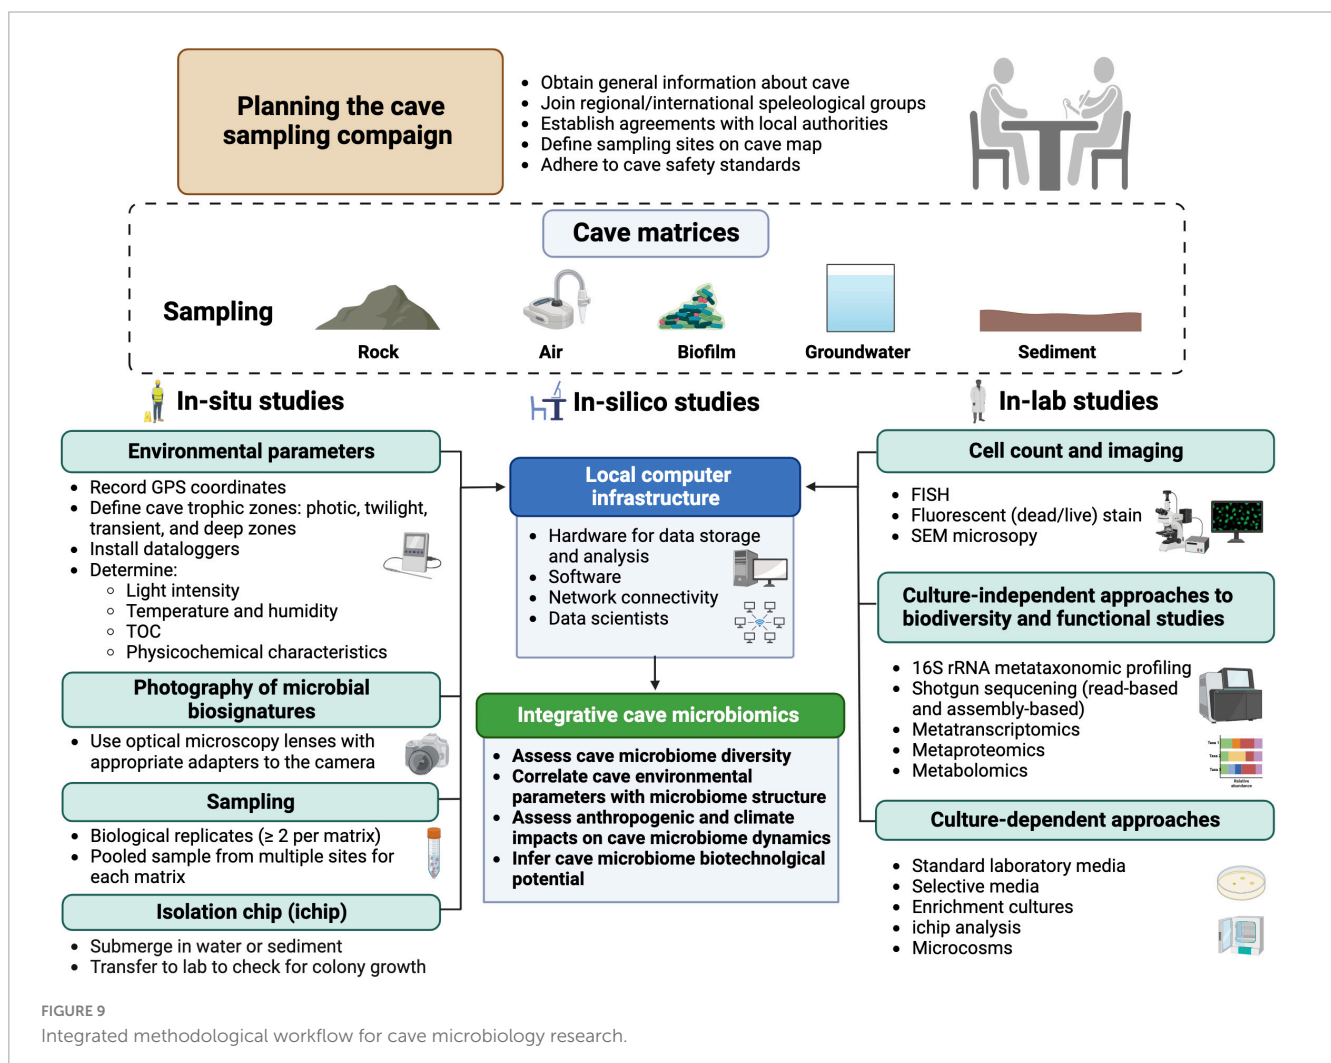 Planning the cave
sampling compaign
• Obtain general information about cave
• Join regional/international speleological groups
• Establish agreements with local authorities
• Define sampling sites on cave map
• Adhere to cave safety standards
Cave matrices
Sampling
Rock
Air
Biofilm
Groundwater
Sediment
In-situ studies
In-silico studies
In-lab studies
Environmental parameters
• Record GPS coordinates
• Define cave trophic zones: photic, twilight,
transient, and deep zones
• Install dataloggers
• Determine:
○ Light intensity
○ Temperature and humidity
○ TOC
○ Physicochemical characteristics
Photography of microbial
biosignatures
• Use optical microscopy lenses with
appropriate adapters to the camera
Sampling
• Biological replicates (≥ 2 per matrix)
• Pooled sample from multiple sites for
each matrix
Isolation chip (ichip)
• Submerge in water or sediment
• Transfer to lab to check for colony growth
Local computer
infrastructure
• Hardware for data storage
and analysis
• Software
• Network connectivity
• Data scientists
Integrative cave microbiomics
• Assess cave microbiome diversity
• Correlate cave environmental
parameters with microbiome structure
• Assess anthropogenic and climate
impacts on cave microbiome dynamics
• Infer cave microbiome biotechnolgical
potential
Cell count and imaging
• FISH
• Fluorescent (dead/live) stain
• SEM microsopy
Culture-independent approaches to
biodiversity and functional studies
• 16S rRNA metataxonomic profiling
• Shotgun sequcening (read-based
and assembly-based)
• Metatranscriptomics
• Metaproteomics
• Metabolomics
Taxa 1
Taxa 2
Taxa 3
Relative
abundance
Culture-dependent approaches
• Standard laboratory media
• Selective media
• Enrichment cultures
• ichip analysis
• Microcosms
FIGURE 9
Integrated methodological workflow for cave microbiology research.